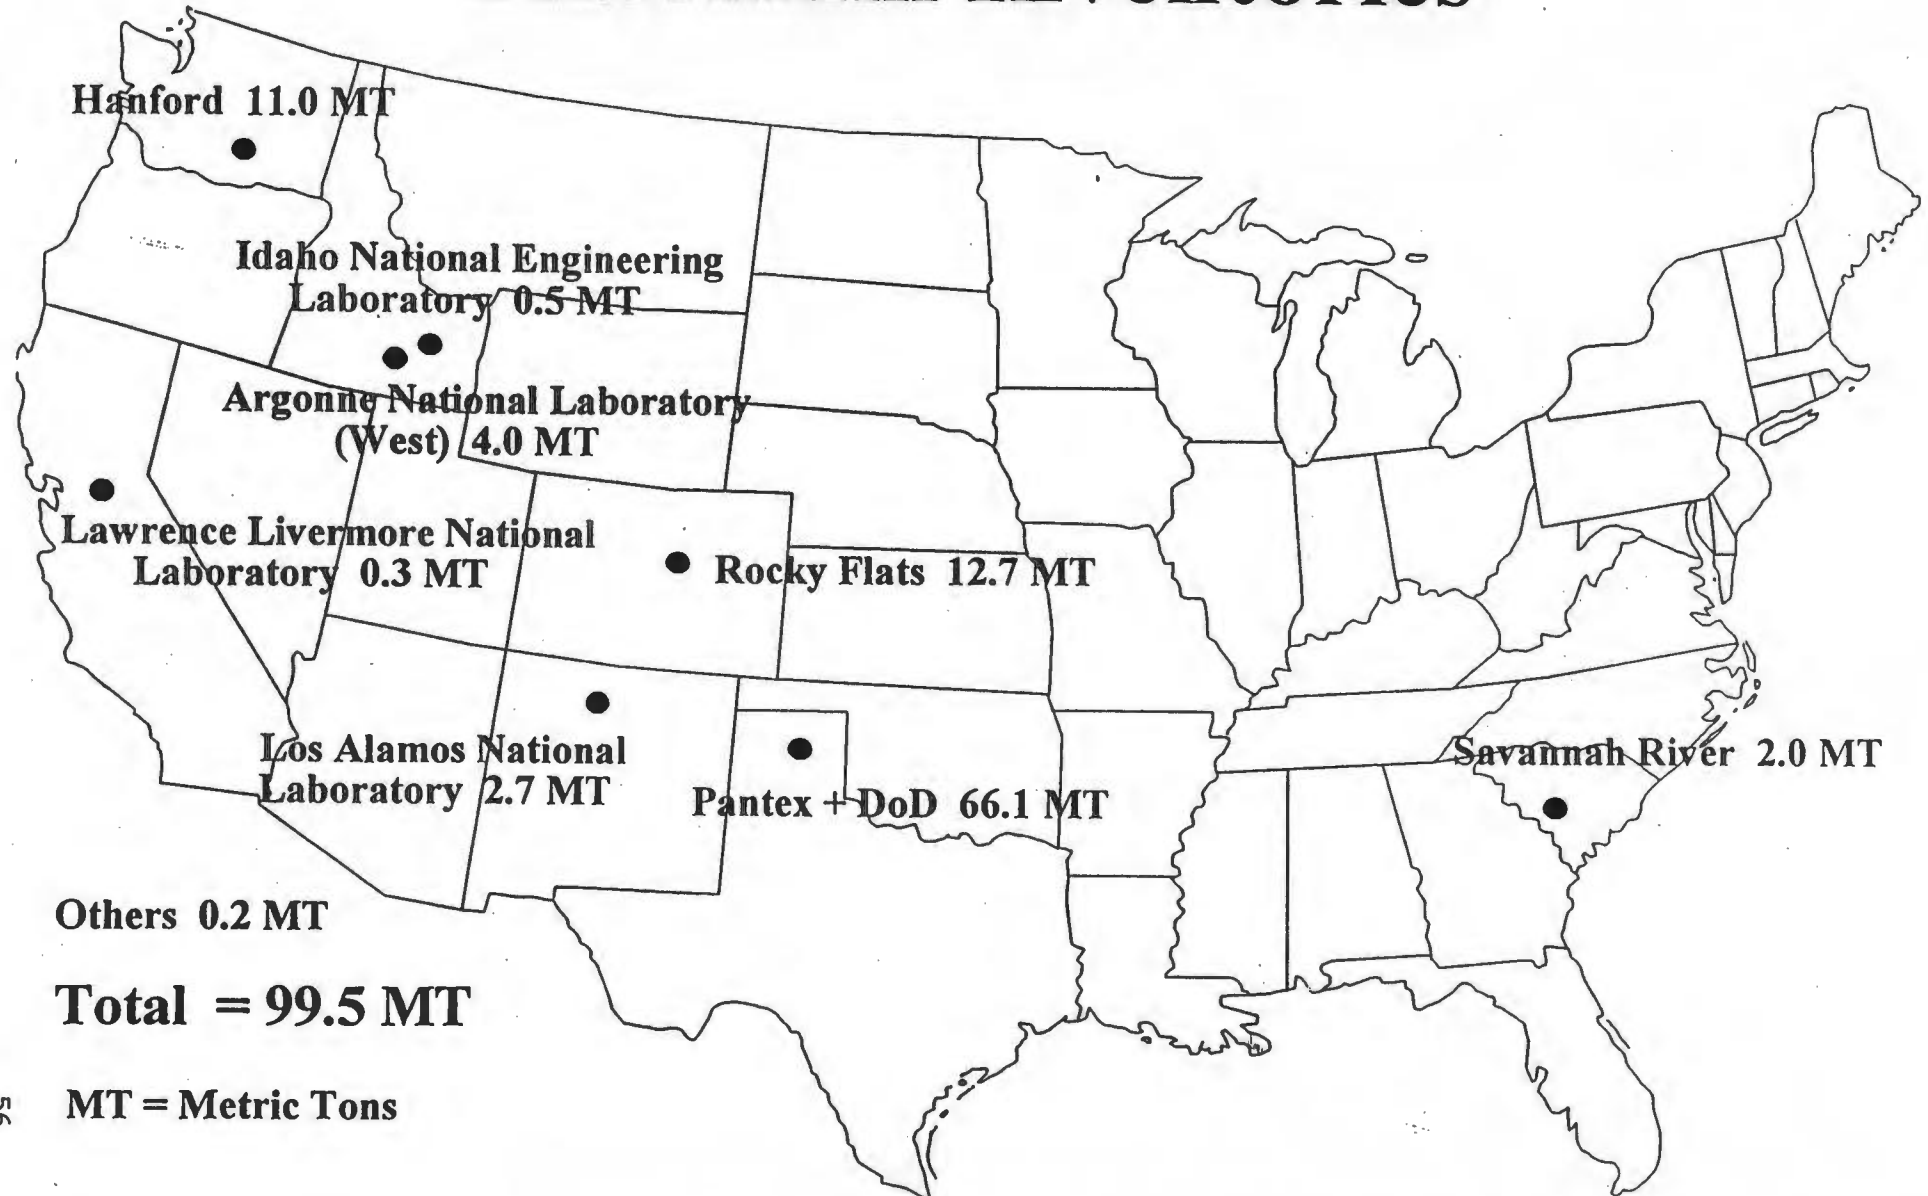 Inventories
Hanford 11.0 MT
Idaho National Engineering
Laboratory 0.5 MT
Argonne National Laboratory
(West) 4.0 MT
Lawrence Livermore National
Laboratory 0.3 MT
Rocky Flats 12.7 MT
Los Alamos National
Laboratory 2.7 MT
Pantex + DoD 66.1 MT
Savannah River 2.0 MT
Others 0.2 MT
Total = 99.5 MT
MT = Metric Tons
56